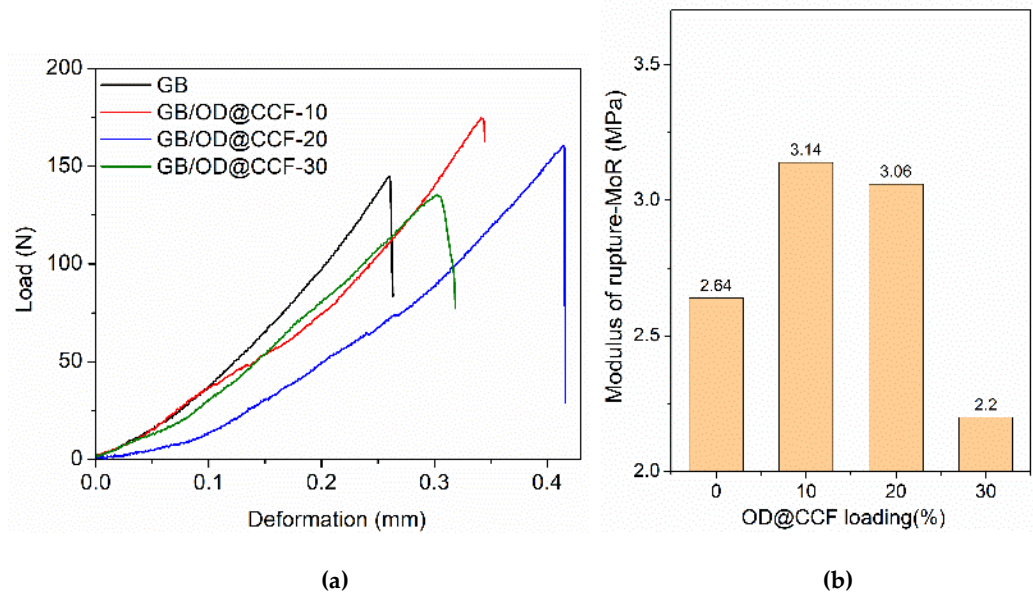 200
150
100
50
0
Load (N)
GB
GB/OD@CCF-10
GB/OD@CCF-20
GB/OD@CCF-30
0.0 0.1 0.2 0.3 0.4
Deformation (mm)
(a)
3.5
3.0
2.5
2.0
Modulus of rupture-MoR (MPa)
2.64
3.14
3.06
2.2
0 10 20 30
OD@CCF loading(%)
(b)